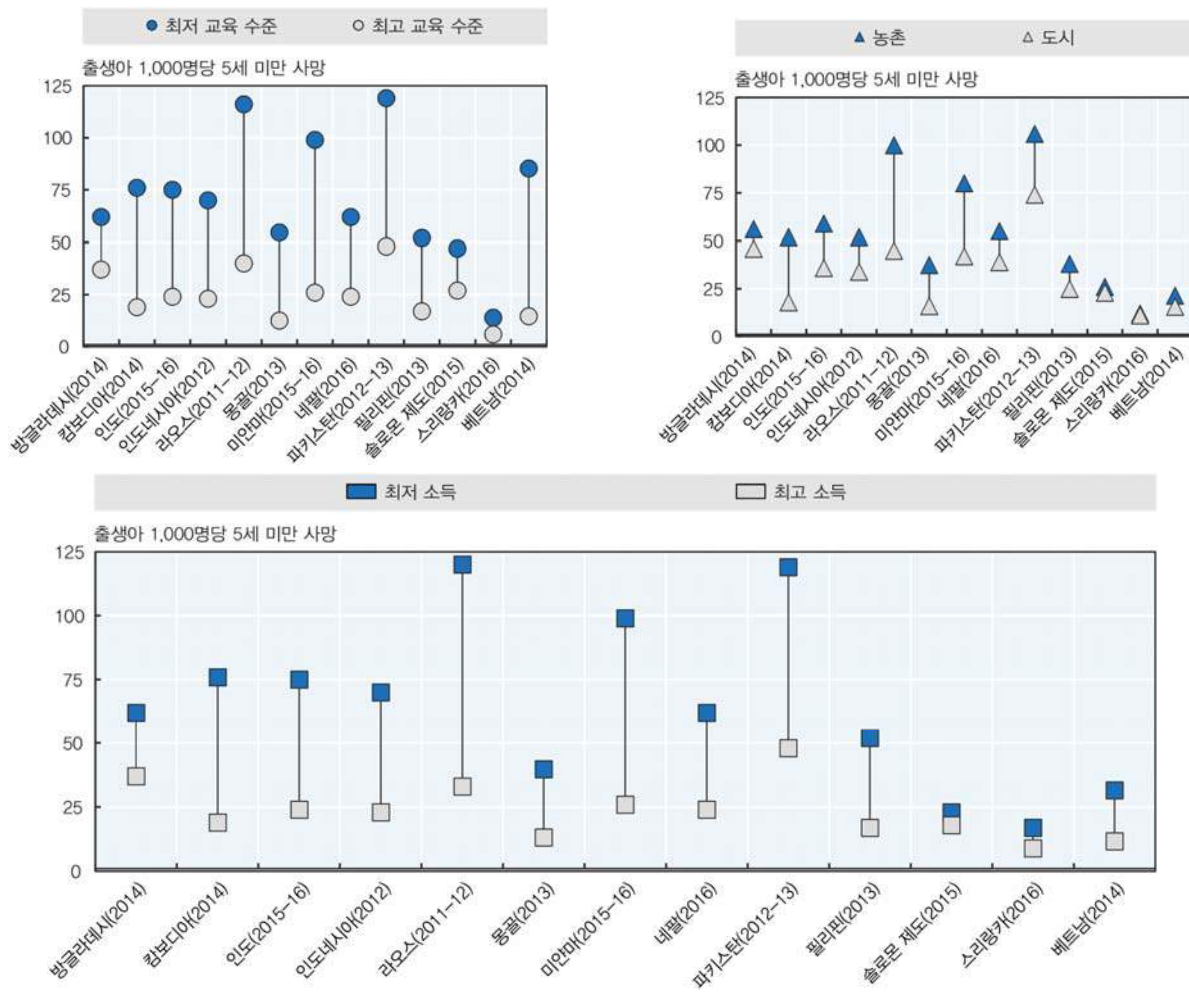 최저 교육 수준 최고 교육 수준
출생아 1,000명당 5세 미만 사망
125
100
75
50
25
0
방글라데시(2014)
캄보디아(2014)
인도(2015-16)
인도네시아(2012)
라오스(2011-12)
몽골(2013)
미얀마(2015-16)
네팔(2016)
파키스탄(2012-13)
필리핀(2013)
솔로몬 제도(2015)
스리랑카(2016)
베트남(2014)
농촌 도시
출생아 1,000명당 5세 미만 사망
125
100
75
50
25
0
방글라데시(2014)
캄보디아(2014)
인도(2015-16)
인도네시아(2012)
라오스(2011-12)
몽골(2013)
미얀마(2015-16)
네팔(2016)
파키스탄(2012-13)
필리핀(2013)
솔로몬 제도(2015)
스리랑카(2016)
베트남(2014)
최저 소득 최고 소득
출생아 1,000명당 5세 미만 사망
125
100
75
50
25
0
방글라데시(2014)
캄보디아(2014)
인도(2015-16)
인도네시아(2012)
라오스(2011-12)
몽골(2013)
미얀마(2015-16)
네팔(2016)
파키스탄(2012-13)
필리핀(2013)
솔로몬 제도(2015)
스리랑카(2016)
베트남(2014)